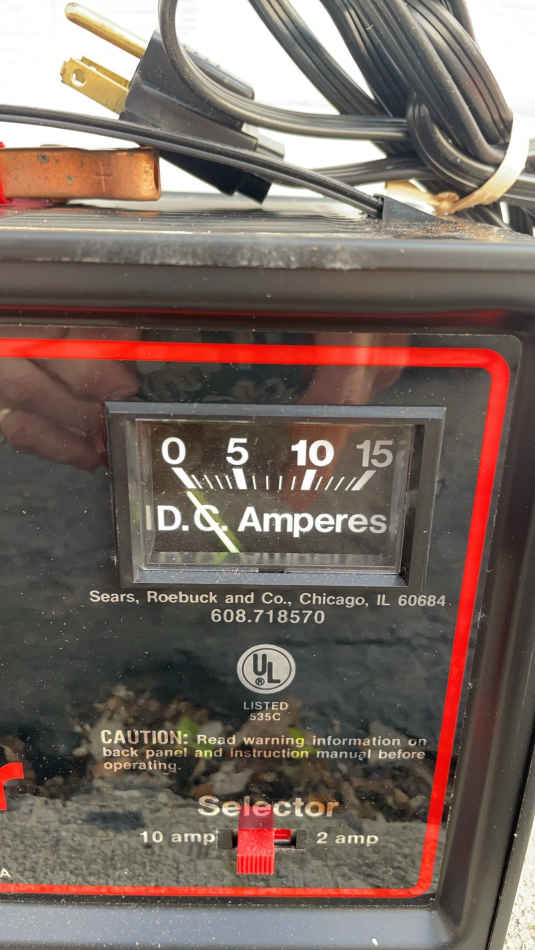 0 5 10 15
D.C. Amperes
Sears, Roebuck and Co., Chicago, IL 60684
608.718570
UL
®
LISTED
535C
CAUTION: Read warning information on
back panel and instruction manual before
operating.
Selector
10 amp 2 amp
r
A